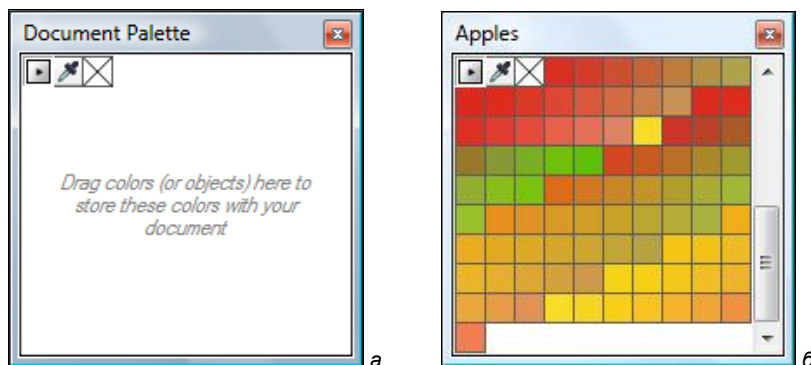 Document Palette
Drag colors (or objects) here to
store these colors with your
document
а
Apples
б